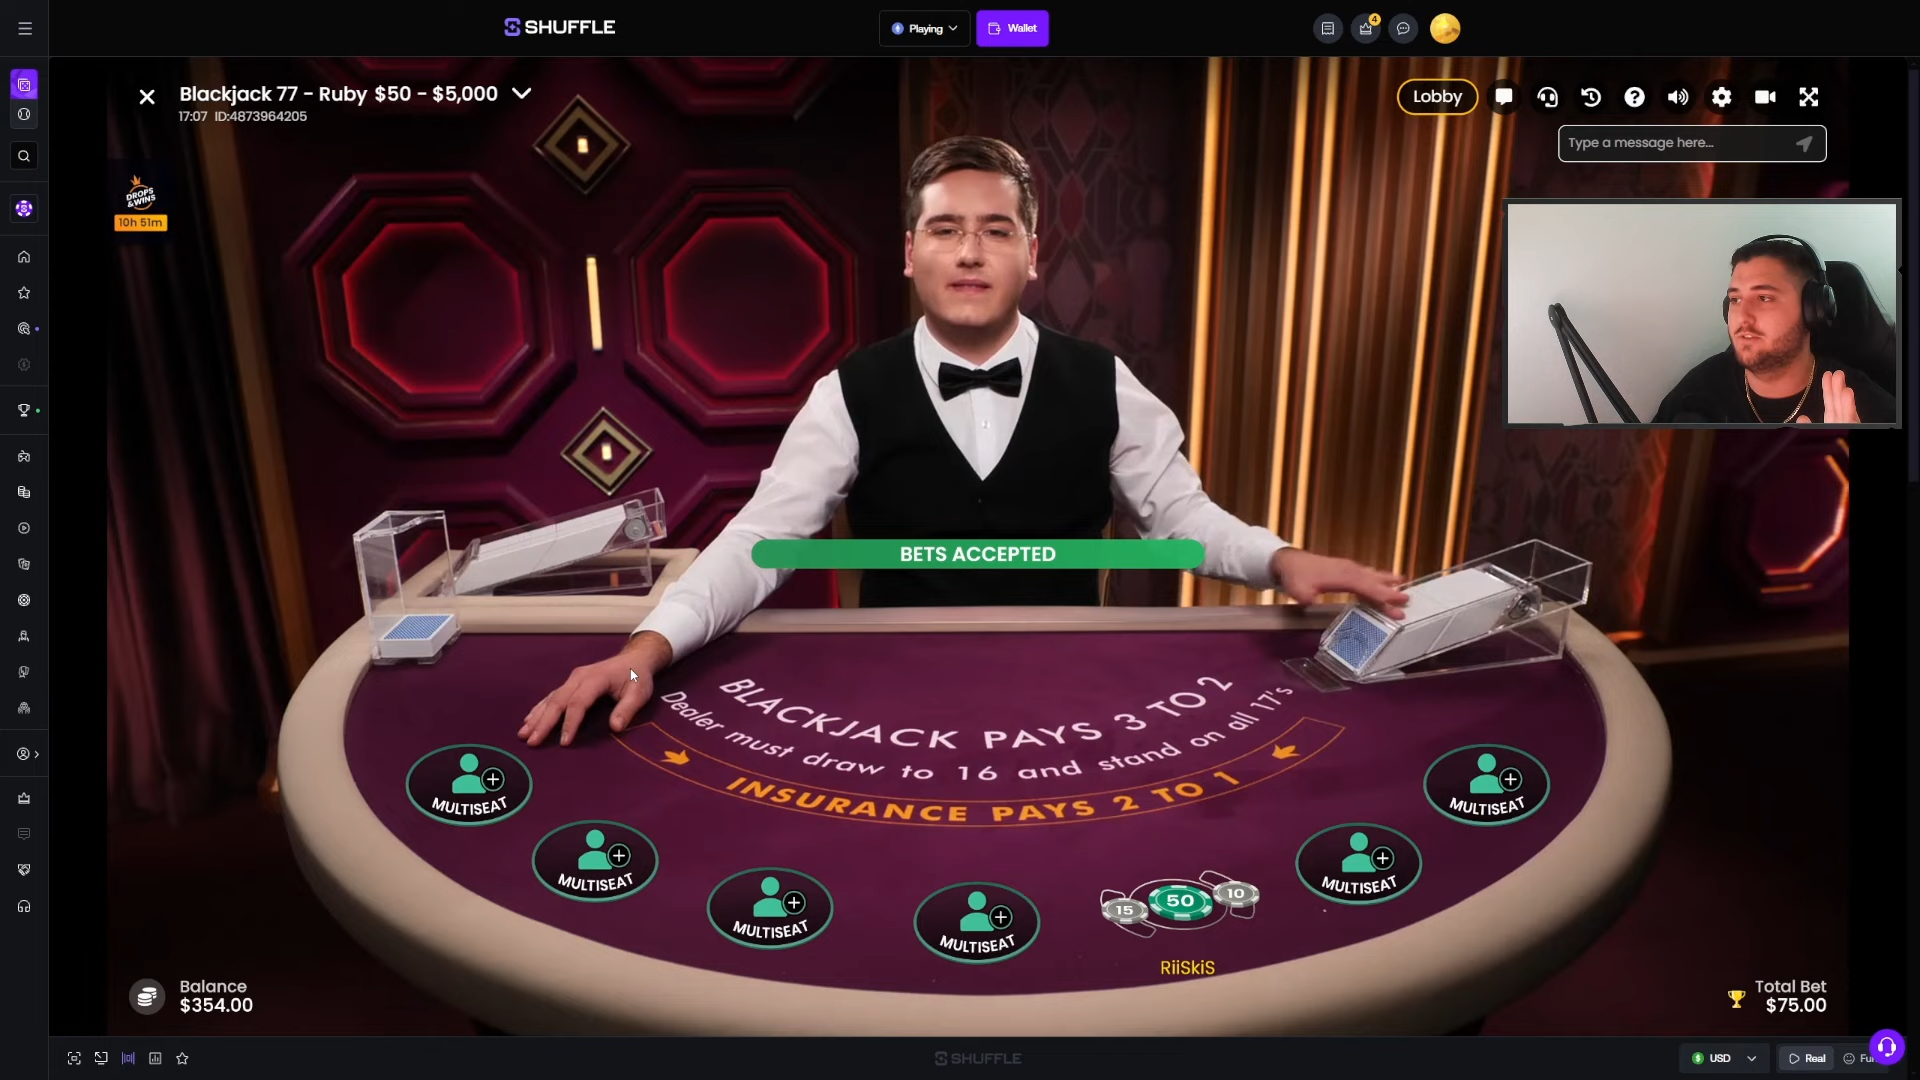 SHUFFLE
Playing
Wallet
4
Blackjack 77 - Ruby $50 - $5,000
17:07 ID:4873964205
Lobby
Type a message here...
DROPS
&WINS
10h 51m
BETS ACCEPTED
BLACKJACK PAYS 3 TO 2
Dealer must draw to 16 and stand on all 17's
INSURANCE PAYS 2 TO 1
MULTISEAT
MULTISEAT
MULTISEAT
MULTISEAT
15
50
10
MULTISEAT
MULTISEAT
RiiSkiS
Balance
$354.00
Total Bet
$75.00
SHUFFLE
USD
Real